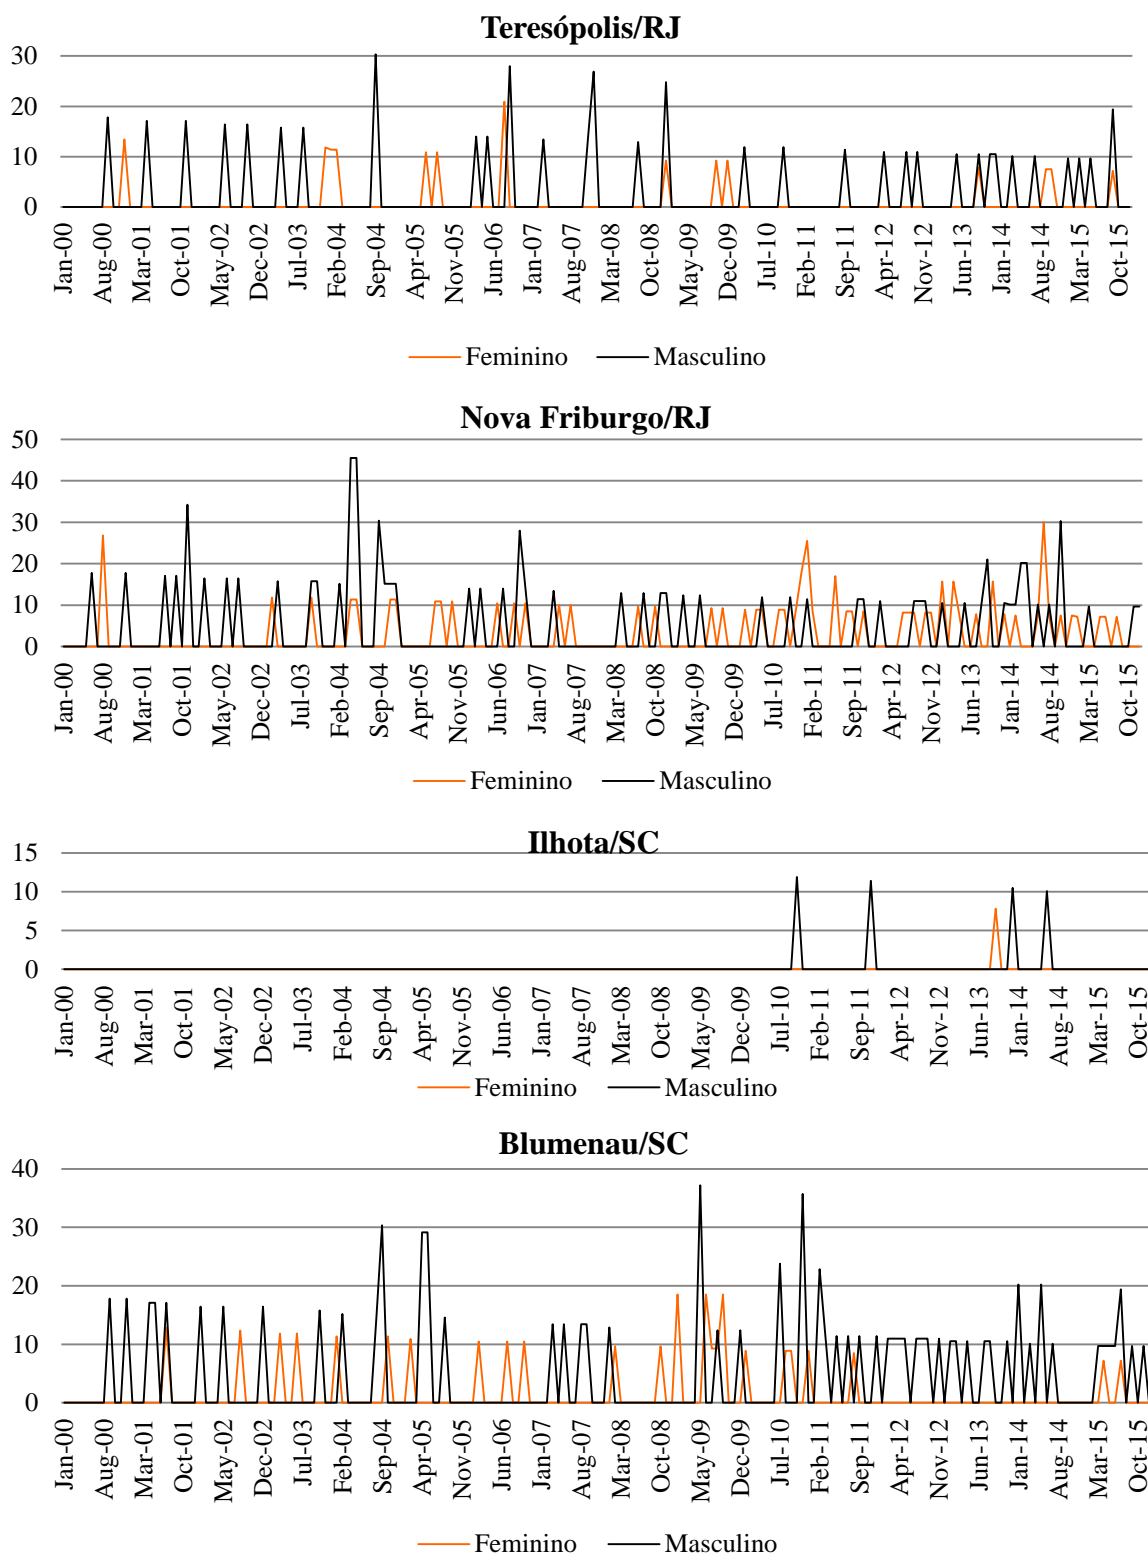 Teresópolis/RJ
30
20
10
0
Jan-00 Aug-00 Mar-01 Oct-01 May-02 Dec-02 Jul-03 Feb-04 Sep-04 Apr-05 Nov-05 Jun-06 Jan-07 Aug-07 Mar-08 Oct-08 May-09 Dec-09 Jul-10 Feb-11 Sep-11 Apr-12 Nov-12 Jun-13 Jan-14 Aug-14 Mar-15 Oct-15
Feminino Masculino
Nova Friburgo/RJ
50
40
30
20
10
0
Jan-00 Aug-00 Mar-01 Oct-01 May-02 Dec-02 Jul-03 Feb-04 Sep-04 Apr-05 Nov-05 Jun-06 Jan-07 Aug-07 Mar-08 Oct-08 May-09 Dec-09 Jul-10 Feb-11 Sep-11 Apr-12 Nov-12 Jun-13 Jan-14 Aug-14 Mar-15 Oct-15
Feminino Masculino
Ilhota/SC
15
10
5
0
Jan-00 Aug-00 Mar-01 Oct-01 May-02 Dec-02 Jul-03 Feb-04 Sep-04 Apr-05 Nov-05 Jun-06 Jan-07 Aug-07 Mar-08 Oct-08 May-09 Dec-09 Jul-10 Feb-11 Sep-11 Apr-12 Nov-12 Jun-13 Jan-14 Aug-14 Mar-15 Oct-15
Feminino Masculino
Blumenau/SC
40
30
20
10
0
Jan-00 Aug-00 Mar-01 Oct-01 May-02 Dec-02 Jul-03 Feb-04 Sep-04 Apr-05 Nov-05 Jun-06 Jan-07 Aug-07 Mar-08 Oct-08 May-09 Dec-09 Jul-10 Feb-11 Sep-11 Apr-12 Nov-12 Jun-13 Jan-14 Aug-14 Mar-15 Oct-15
Feminino Masculino